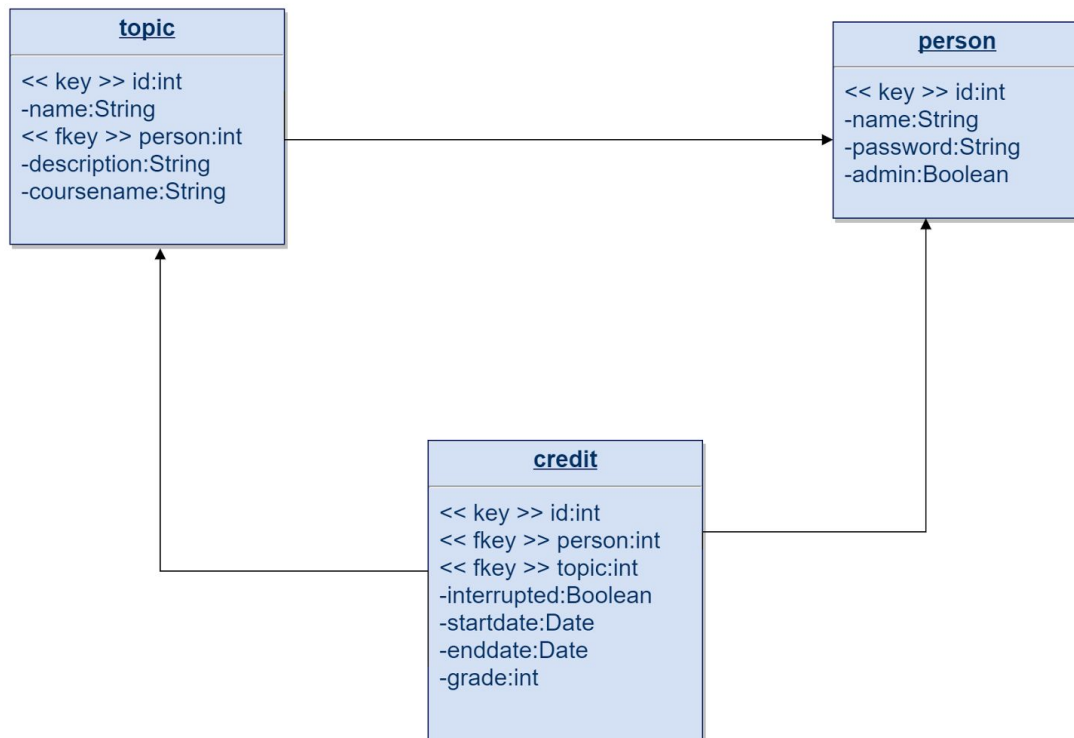 topic
<< key >> id:int
-name:String
<< fkey >> person:int
-description:String
-coursename:String
person
<< key >> id:int
-name:String
-password:String
-admin:Boolean
credit
<< key >> id:int
<< fkey >> person:int
<< fkey >> topic:int
-interrupted:Boolean
-startdate:Date
-enddate:Date
-grade:int